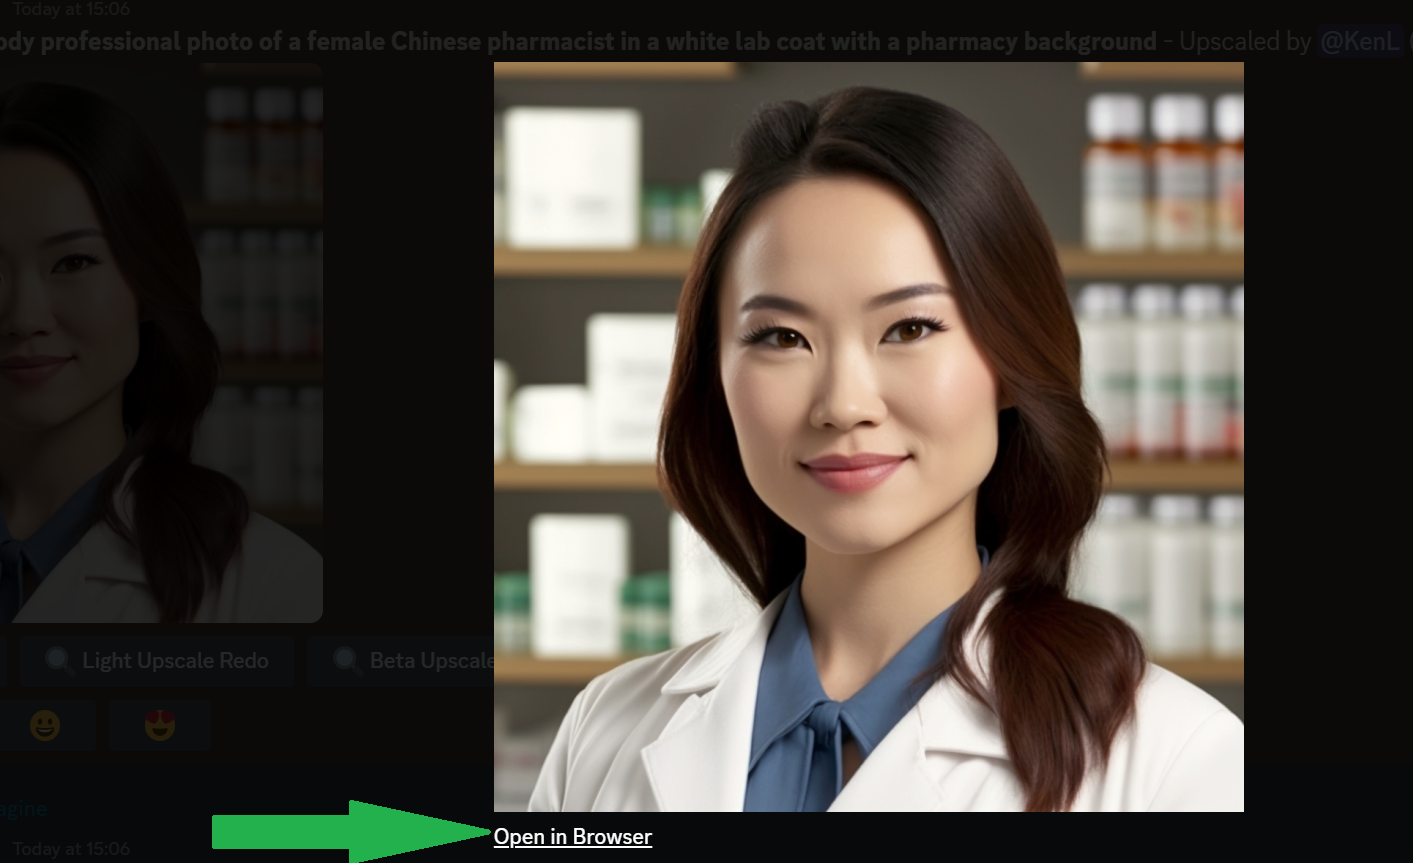 Today at 15:06
ody professional photo of a female Chinese pharmacist in a white lab coat with a pharmacy background - Upscaled by @KenL (
Light Upscale Redo
Beta Upscale
agine
Today at 15:06
Open in Browser